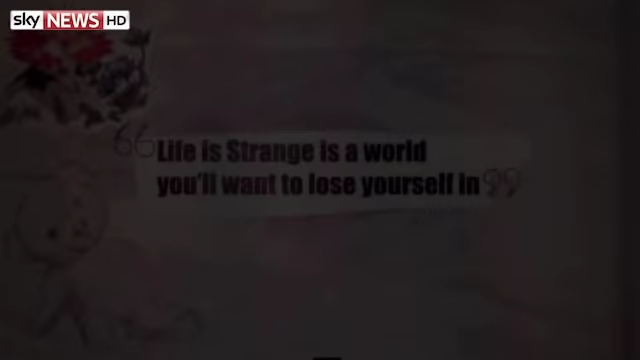 sky NEWS HD
“Life is Strange is a world
you'll want to lose yourself in”